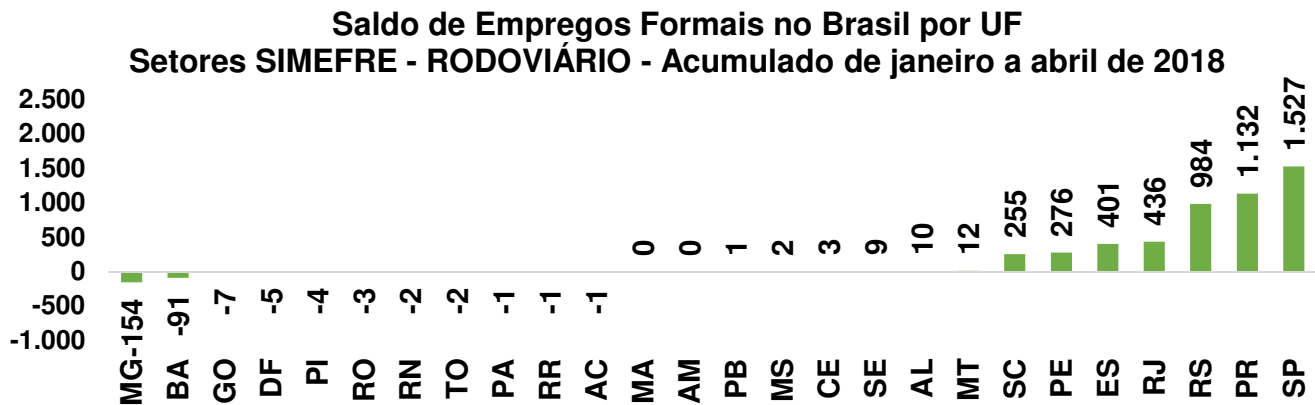 Saldo de Empregos Formais no Brasil por UF
Setores SIMEFRE - RODOVIÁRIO - Acumulado de janeiro a abril de 2018
2.500
2.000
1.500
1.000
500
0
-500
-1.000
-154
-91
-7
-5
-4
-3
-2
-2
-1
-1
-1
0
0
1
2
3
9
10
12
255
276
401
436
984
1.132
1.527
MG
BA
GO
DF
PI
RO
RN
TO
PA
RR
AC
MA
AM
PB
MS
CE
SE
AL
MT
SC
PE
ES
RJ
RS
PR
SP